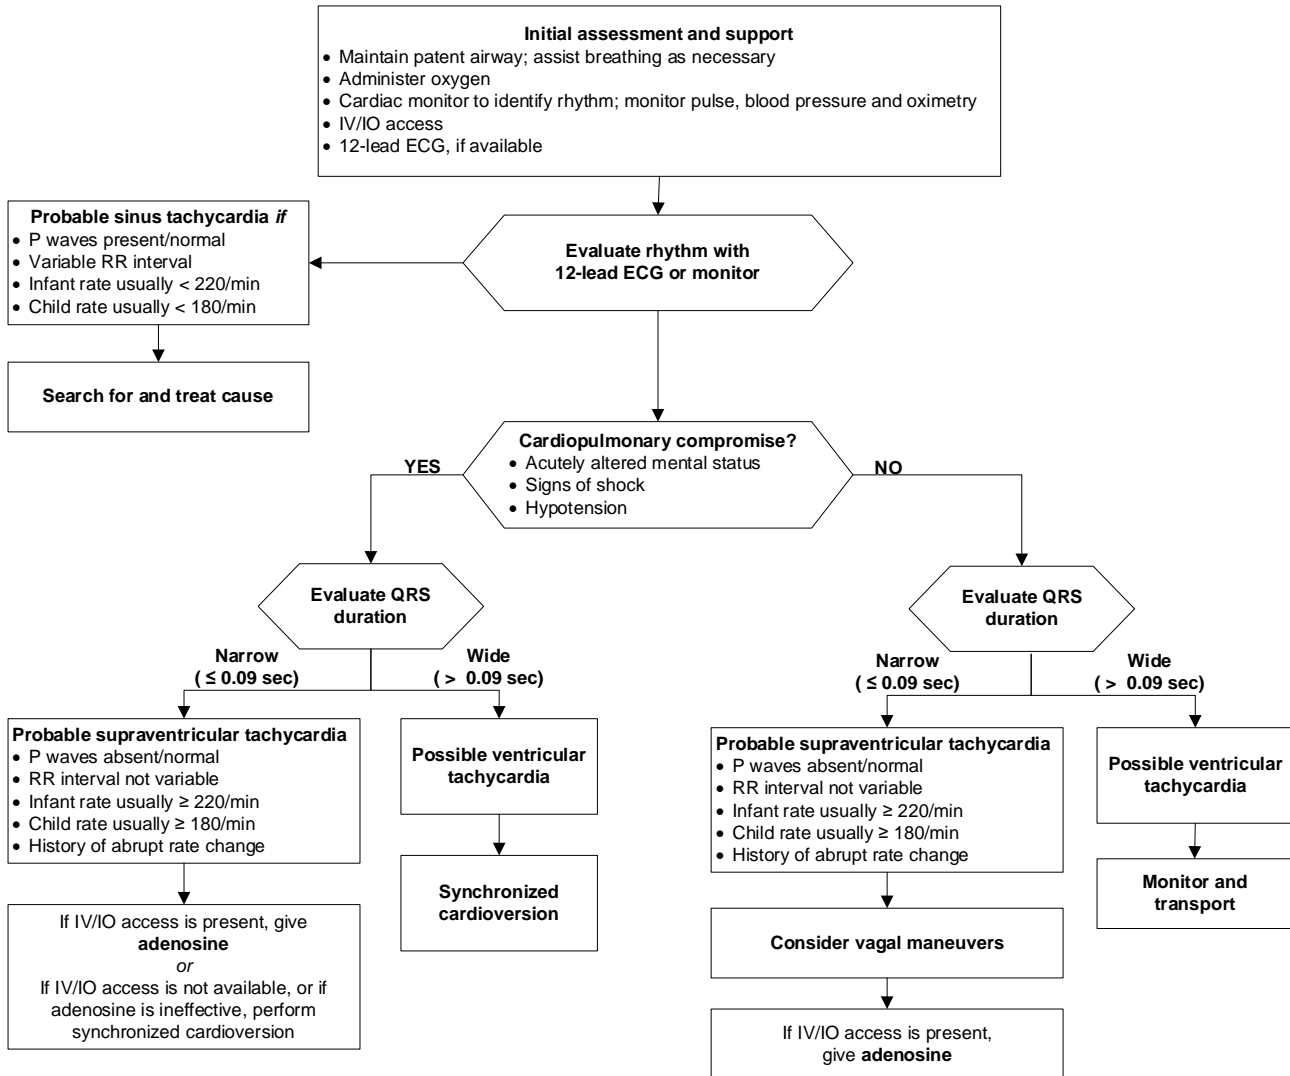 Initial assessment and support
• Maintain patent airway; assist breathing as necessary
• Administer oxygen
• Cardiac monitor to identify rhythm; monitor pulse, blood pressure and oximetry
• IV/IO access
• 12-lead ECG, if available
Probable sinus tachycardia if
• P waves present/normal
• Variable RR interval
• Infant rate usually < 220/min
• Child rate usually < 180/min
Evaluate rhythm with
12-lead ECG or monitor
Search for and treat cause
Cardiopulmonary compromise?
• Acutely altered mental status
• Signs of shock
• Hypotension
YES
NO
Evaluate QRS
duration
Narrow
( ≤ 0.09 sec)
Wide
( > 0.09 sec)
Probable supraventricular tachycardia
• P waves absent/normal
• RR interval not variable
• Infant rate usually ≥ 220/min
• Child rate usually ≥ 180/min
• History of abrupt rate change
Possible ventricular
tachycardia
Synchronized
cardioversion
If IV/IO access is present, give
adenosine
or
If IV/IO access is not available, or if
adenosine is ineffective, perform
synchronized cardioversion
Evaluate QRS
duration
Narrow
( ≤ 0.09 sec)
Wide
( > 0.09 sec)
Probable supraventricular tachycardia
• P waves absent/normal
• RR interval not variable
• Infant rate usually ≥ 220/min
• Child rate usually ≥ 180/min
• History of abrupt rate change
Possible ventricular
tachycardia
Monitor and
transport
Consider vagal maneuvers
If IV/IO access is present,
give adenosine